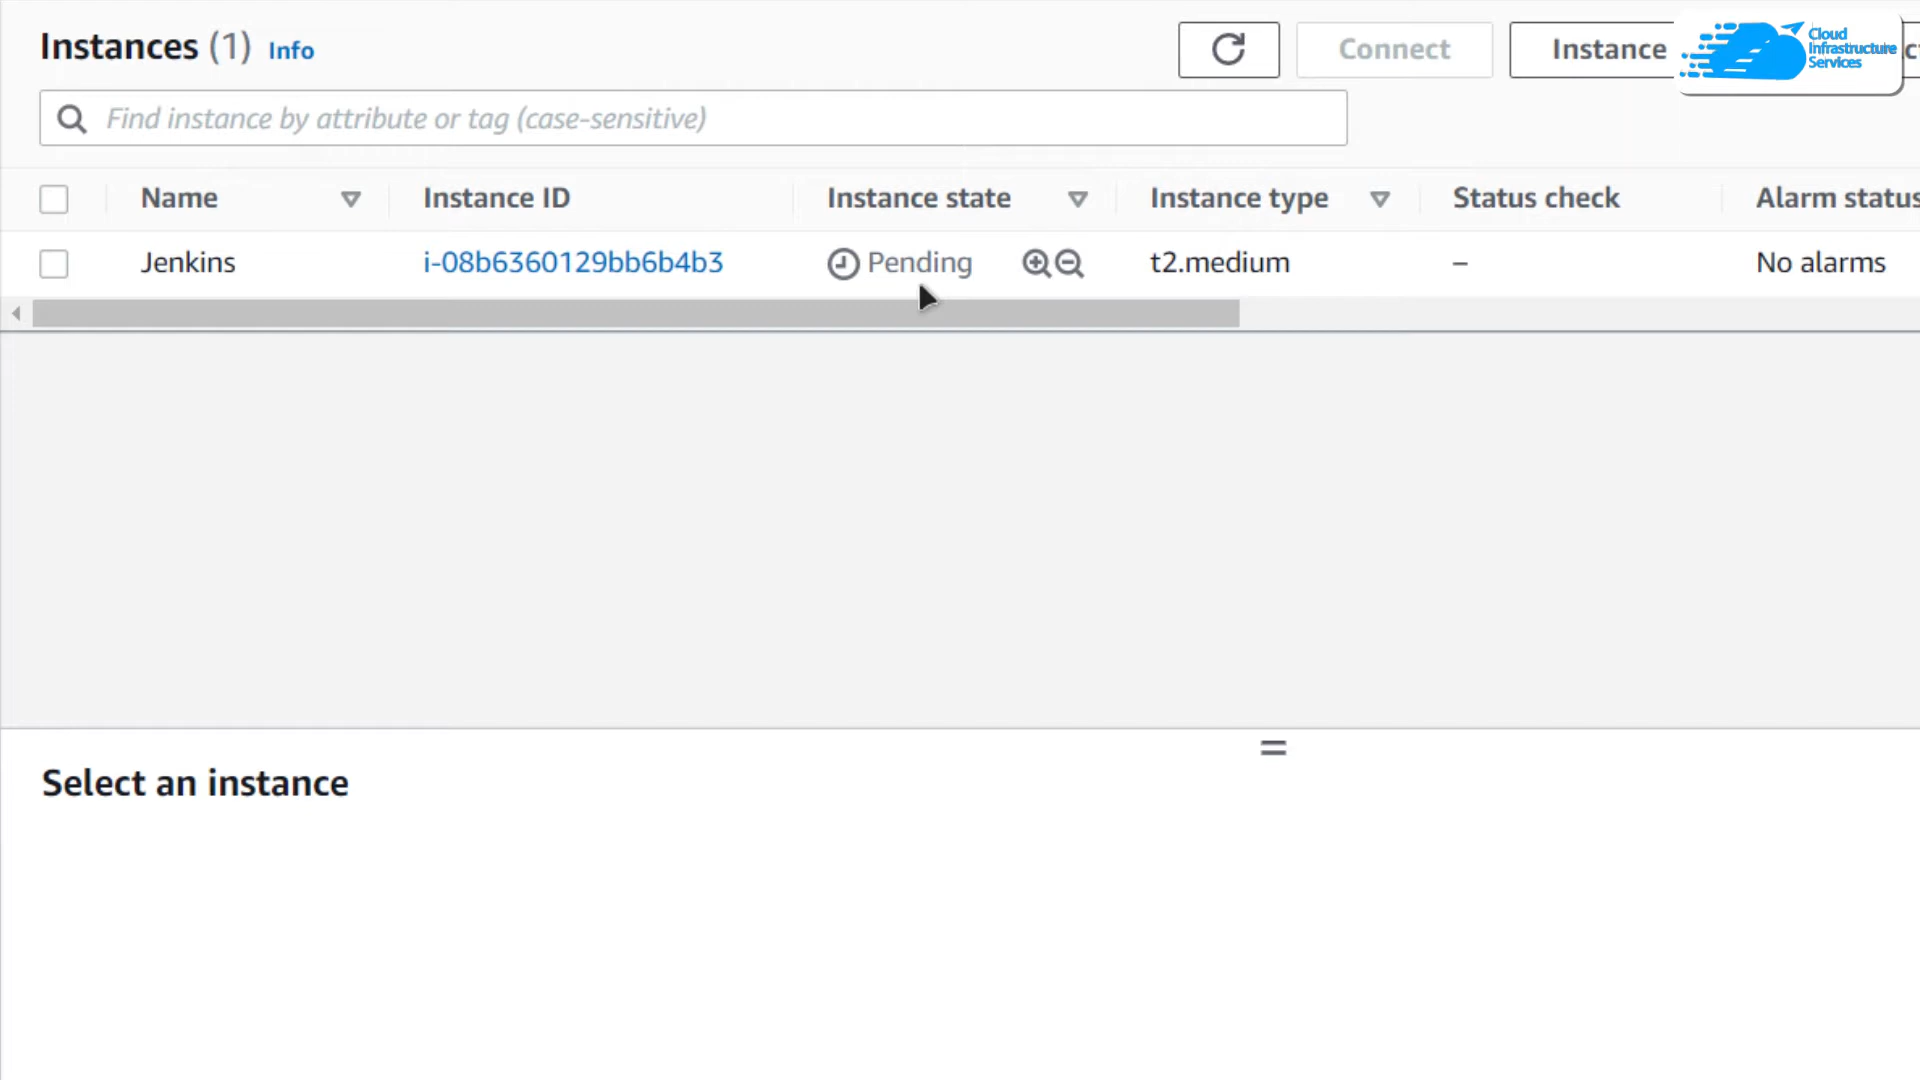 Instances (1) Info
Connect
Instance
Cloud
Infrastructure
Services
Find instance by attribute or tag (case-sensitive)
Name Instance ID Instance state Instance type Status check Alarm status
Jenkins i-08b6360129bb6b4b3 Pending t2.medium – No alarms
Select an instance